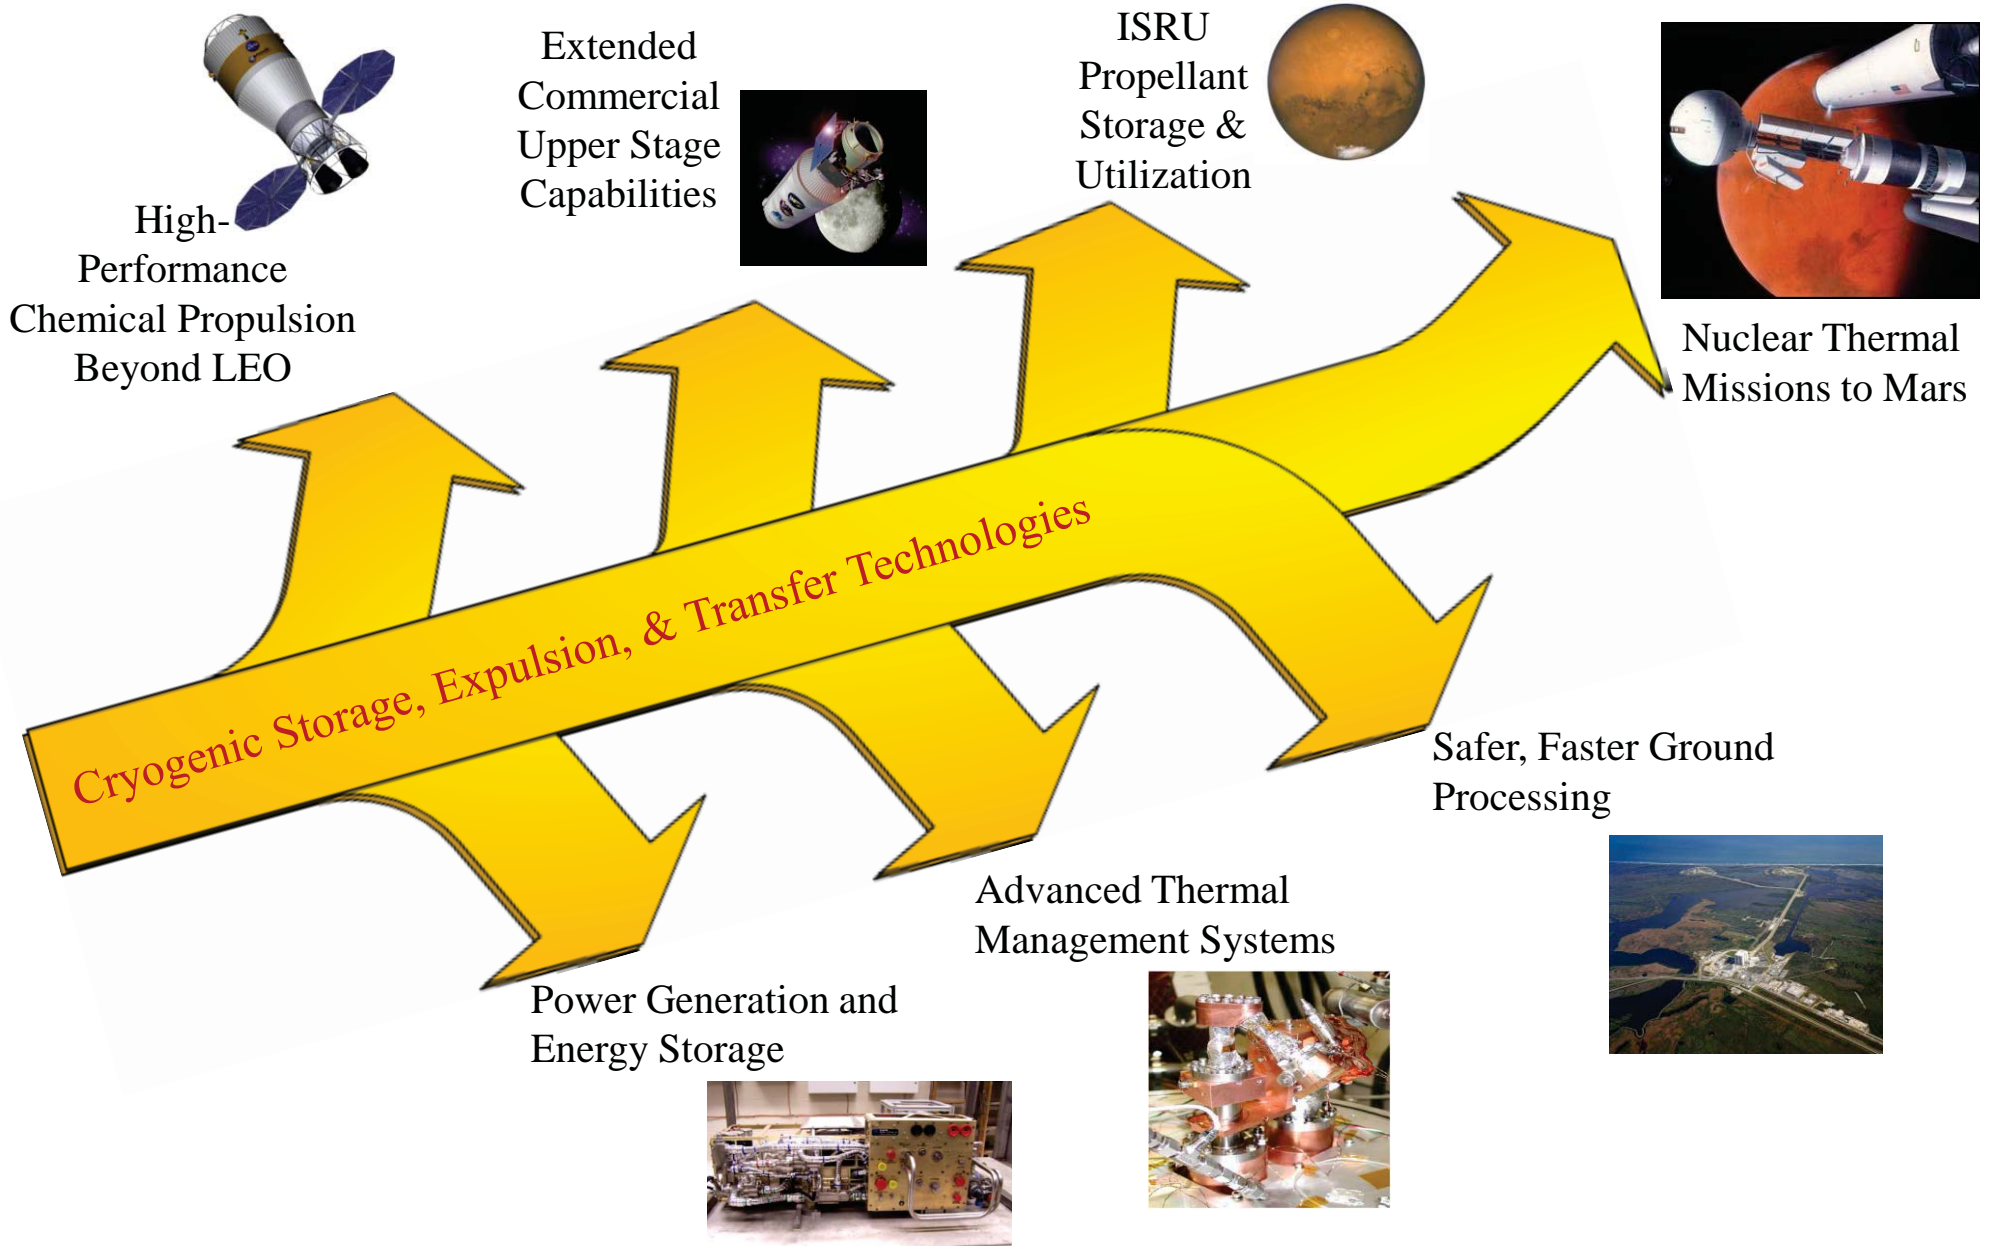 High-
Performance
Chemical Propulsion
Beyond LEO
Extended
Commercial
Upper Stage
Capabilities
ISRU
Propellant
Storage &
Utilization
Nuclear Thermal
Missions to Mars
Cryogenic Storage, Expulsion, & Transfer Technologies
Safer, Faster Ground
Processing
Advanced Thermal
Management Systems
Power Generation and
Energy Storage